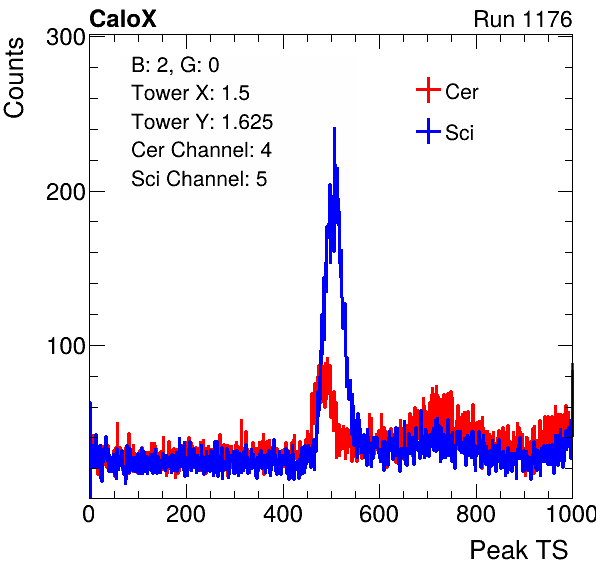 CaloX Run 1176
Counts
300
200
100
B: 2, G: 0
Tower X: 1.5
Tower Y: 1.625
Cer Channel: 4
Sci Channel: 5
Cer
Sci
0 200 400 600 800 1000
Peak TS